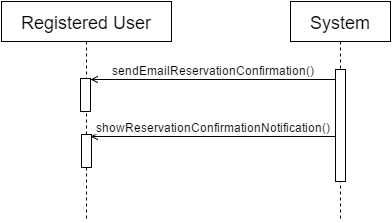 Registered User
System
sendEmailReservationConfirmation()
showReservationConfirmationNotification()